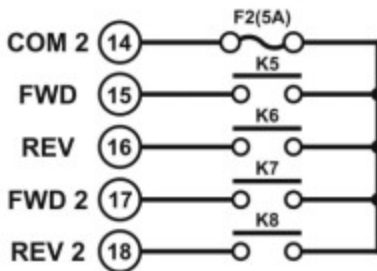 F2(5A)
COM 2 14
K5
FWD 15
K6
REV 16
K7
FWD 2 17
K8
REV 2 18